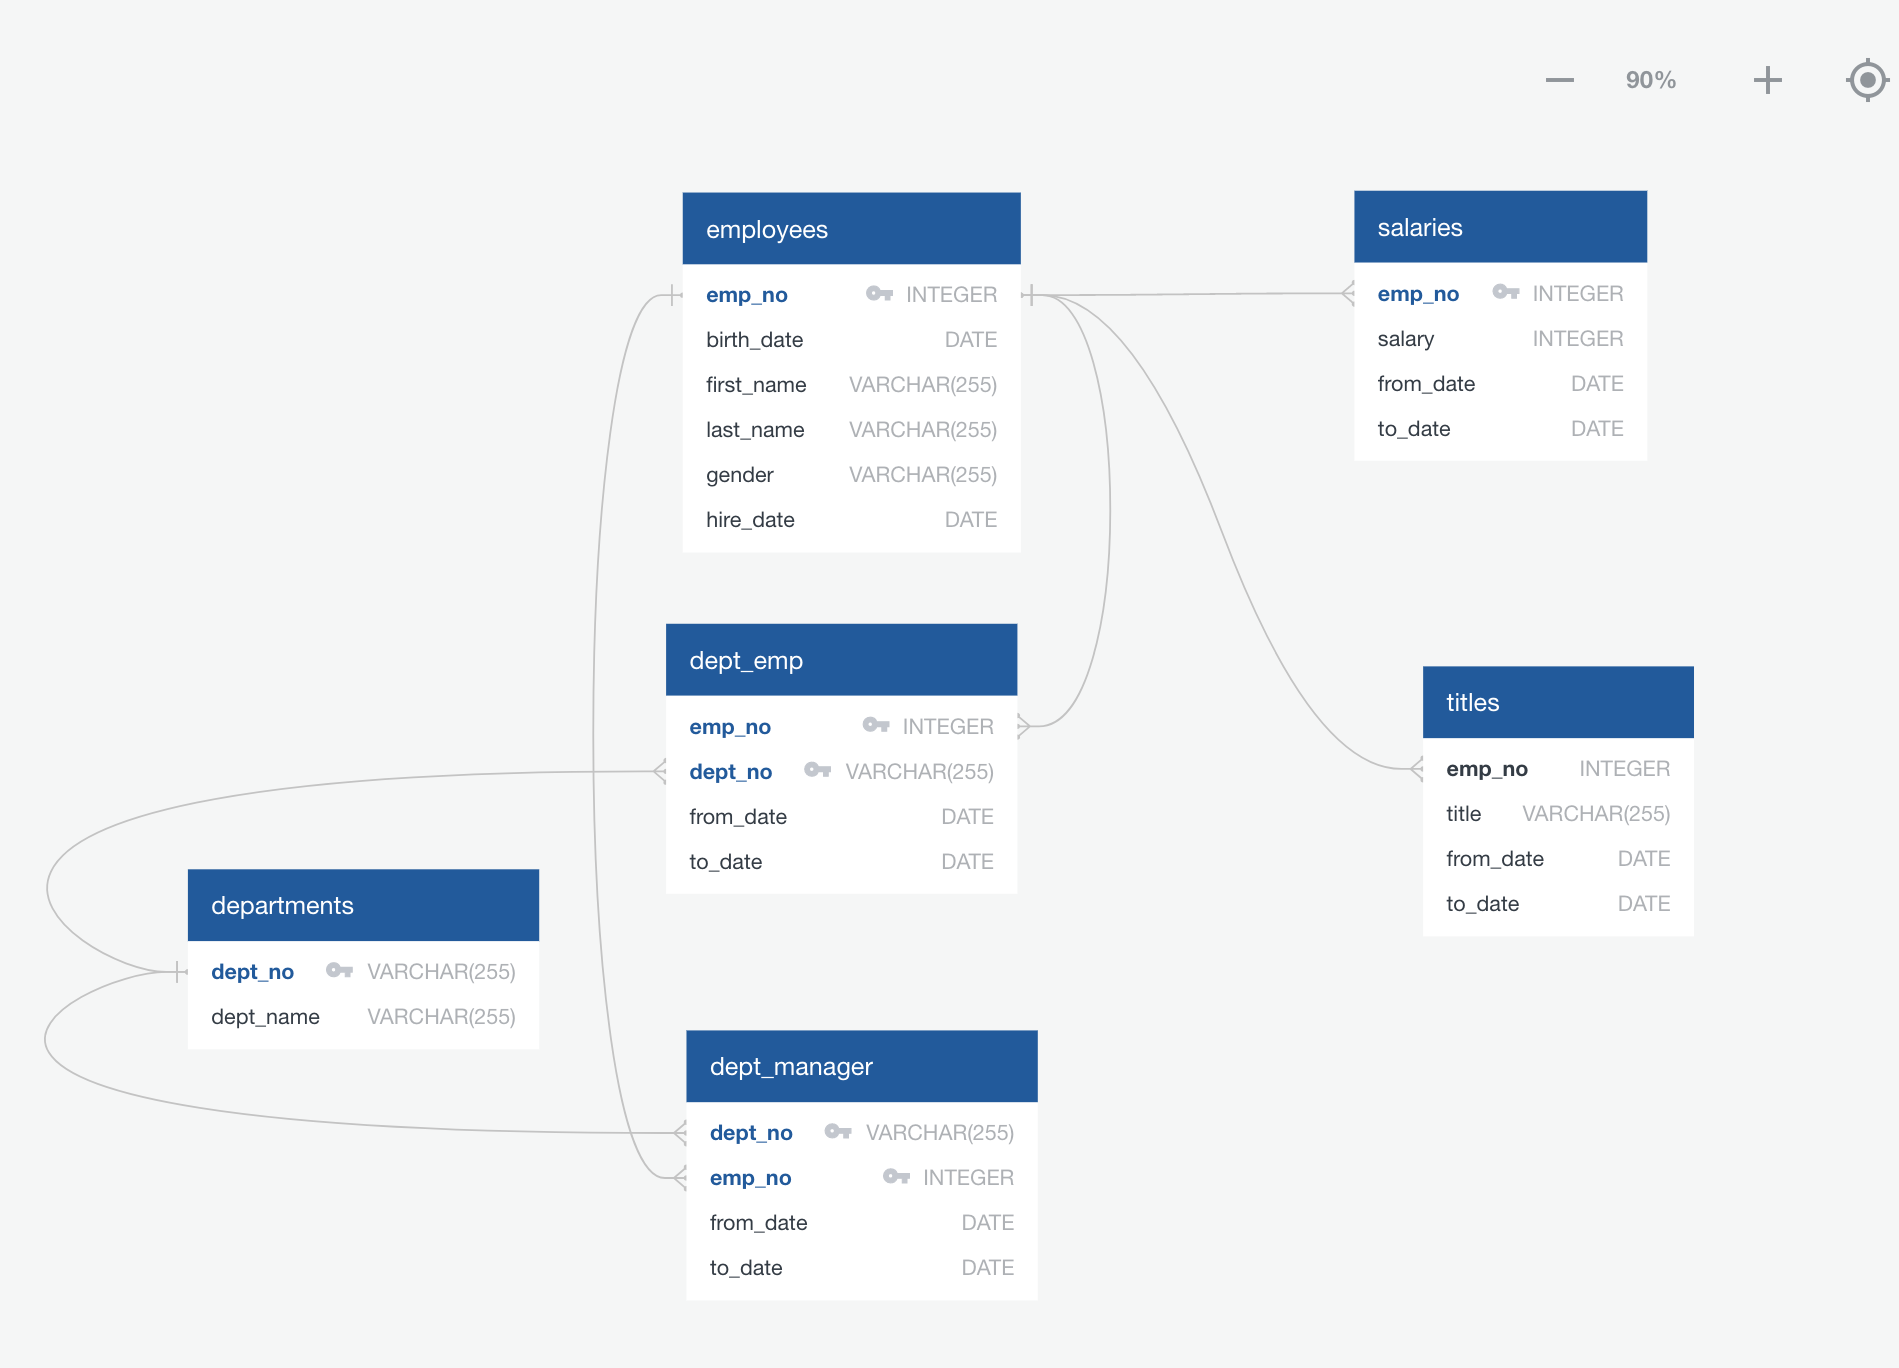 90%
employees
emp_no INTEGER
birth_date DATE
first_name VARCHAR(255)
last_name VARCHAR(255)
gender VARCHAR(255)
hire_date DATE
salaries
emp_no INTEGER
salary INTEGER
from_date DATE
to_date DATE
dept_emp
emp_no INTEGER
dept_no VARCHAR(255)
from_date DATE
to_date DATE
titles
emp_no INTEGER
title VARCHAR(255)
from_date DATE
to_date DATE
departments
dept_no VARCHAR(255)
dept_name VARCHAR(255)
dept_manager
dept_no VARCHAR(255)
emp_no INTEGER
from_date DATE
to_date DATE